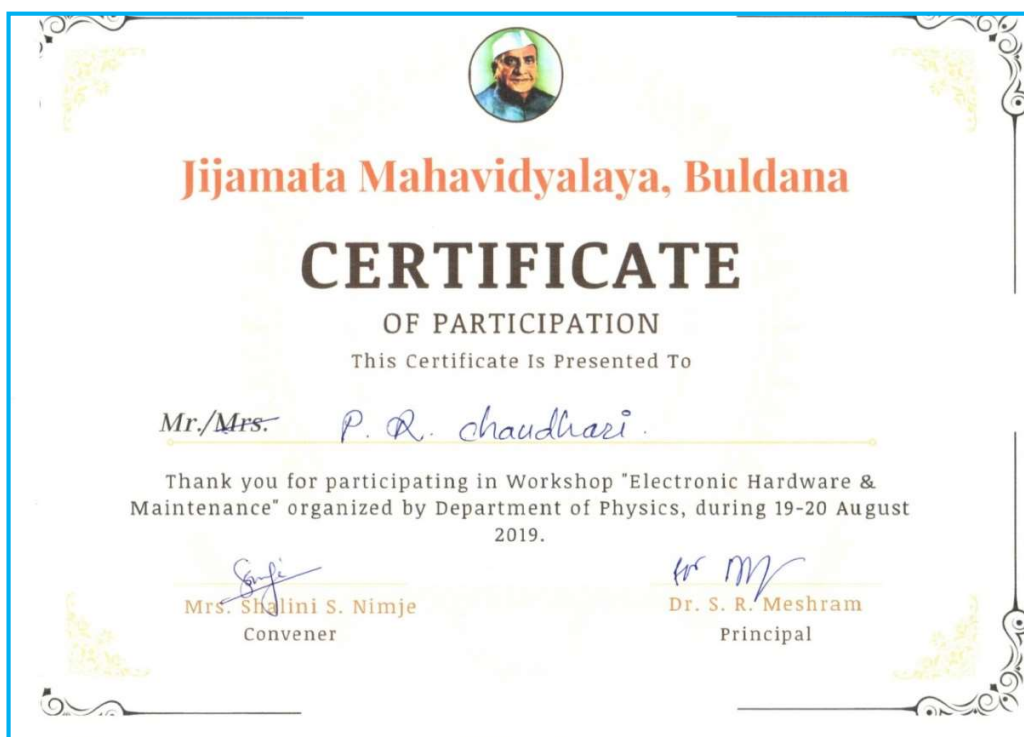 Jijamata Mahavidyalaya, Buldana
CERTIFICATE
OF PARTICIPATION
This Certificate Is Presented To
Mr./Mrs. P. R. Chaudhari.
Thank you for participating in Workshop "Electronic Hardware &
Maintenance" organized by Department of Physics, during 19-20 August
2019.
for
Mrs. Shalini S. Nimje Dr. S. R. Meshram
Convener Principal